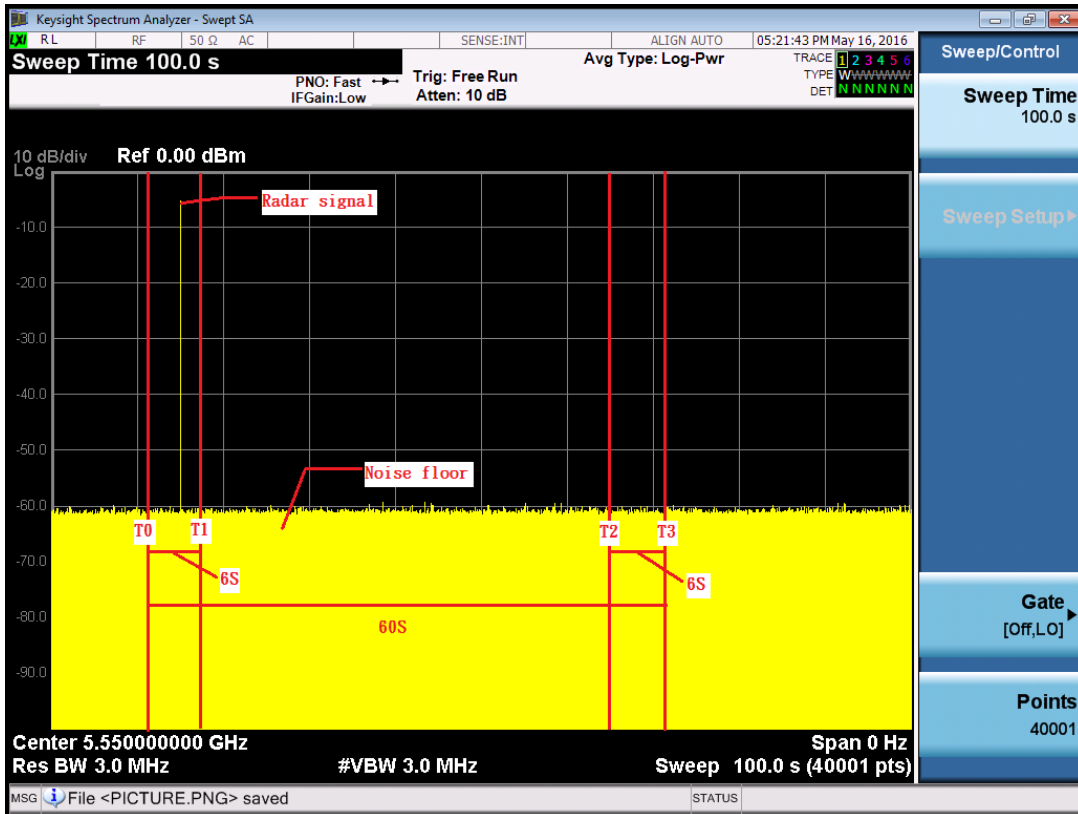 Keysight Spectrum Analyzer - Swept SA
LXI RL RF 50 Ω AC SENSE:INT ALIGN AUTO 05:21:43 PM May 16, 2016
Sweep Time 100.0 s
PNO: Fast
IFGain:Low
Trig: Free Run
Atten: 10 dB
Avg Type: Log-Pwr
TRACE 1 2 3 4 5 6
TYPE WWWWWW
DET N N N N N N
10 dB/div Ref 0.00 dBm
Log
Radar signal
-10.0
-20.0
-30.0
-40.0
-50.0
Noise floor
-60.0
T0 T1 T2 T3
-70.0
6S 6S
-80.0
60S
-90.0
Center 5.550000000 GHz Span 0 Hz
Res BW 3.0 MHz #VBW 3.0 MHz Sweep 100.0 s (40001 pts)
MSG File <PICTURE.PNG> saved STATUS
Sweep/Control
Sweep Time
100.0 s
Sweep Setup
Gate
[Off,LO]
Points
40001